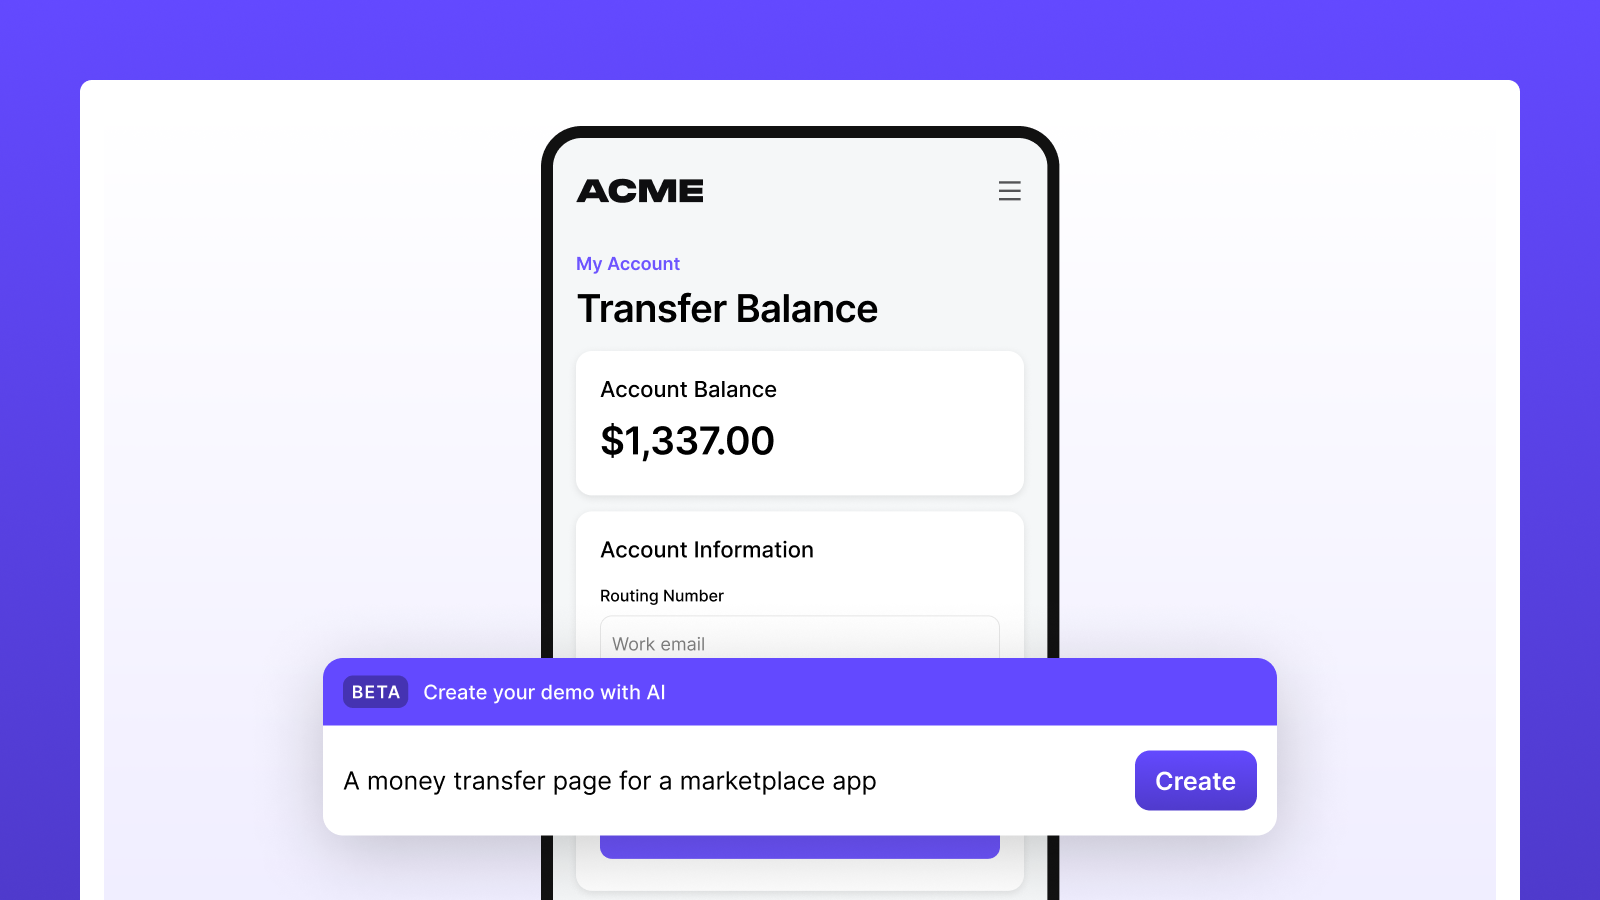 ACME
My Account
Transfer Balance
Account Balance
$1,337.00
Account Information
Routing Number
Work email
BETA Create your demo with AI
A money transfer page for a marketplace app
Create